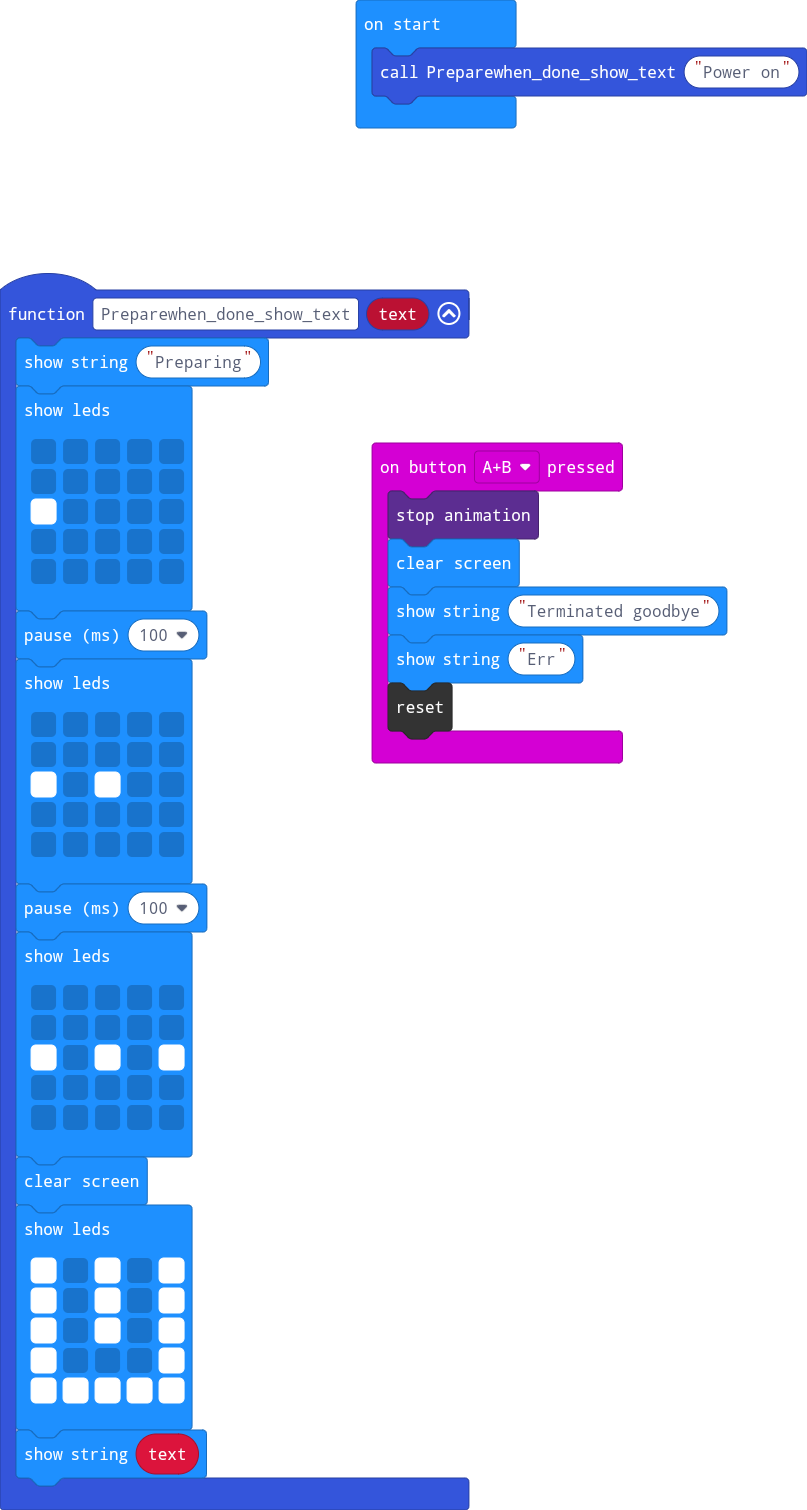 on start
call Preparewhen_done_show_text "Power on"
function Preparewhen_done_show_text text
show string "Preparing"
show leds
pause (ms) 100
show leds
pause (ms) 100
show leds
clear screen
show leds
show string text
on button A+B pressed
stop animation
clear screen
show string "Terminated goodbye"
show string "Err"
reset